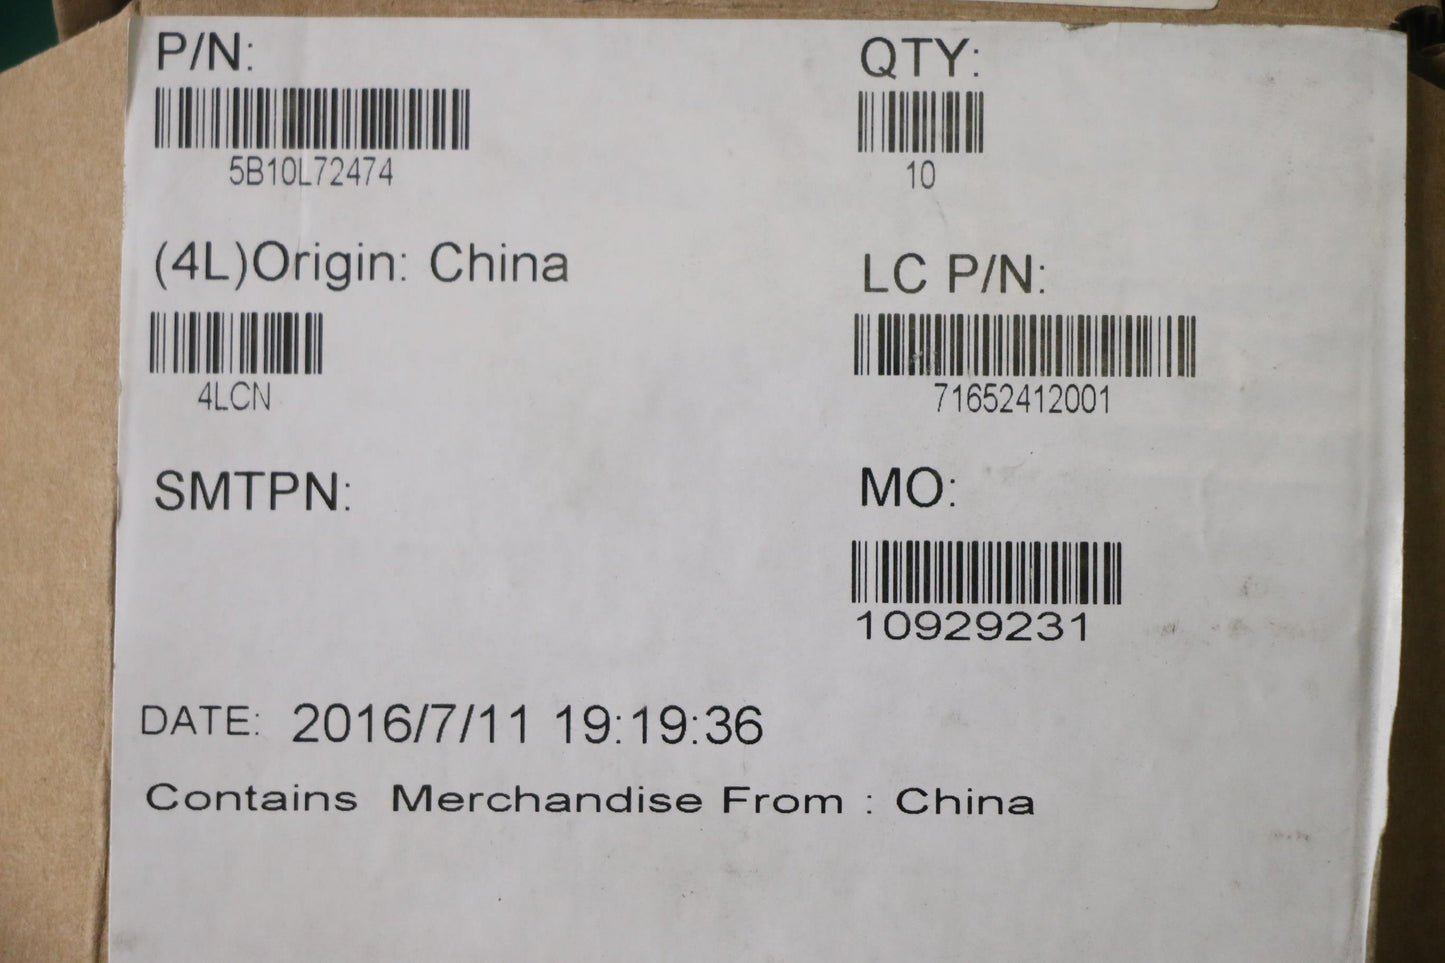 P/N:
5B10L72474
QTY:
10
(4L)Origin: China
4LCN
LC P/N:
71652412001
SMTPN:
MO:
10929231
DATE: 2016/7/11 19:19:36
Contains Merchandise From : China